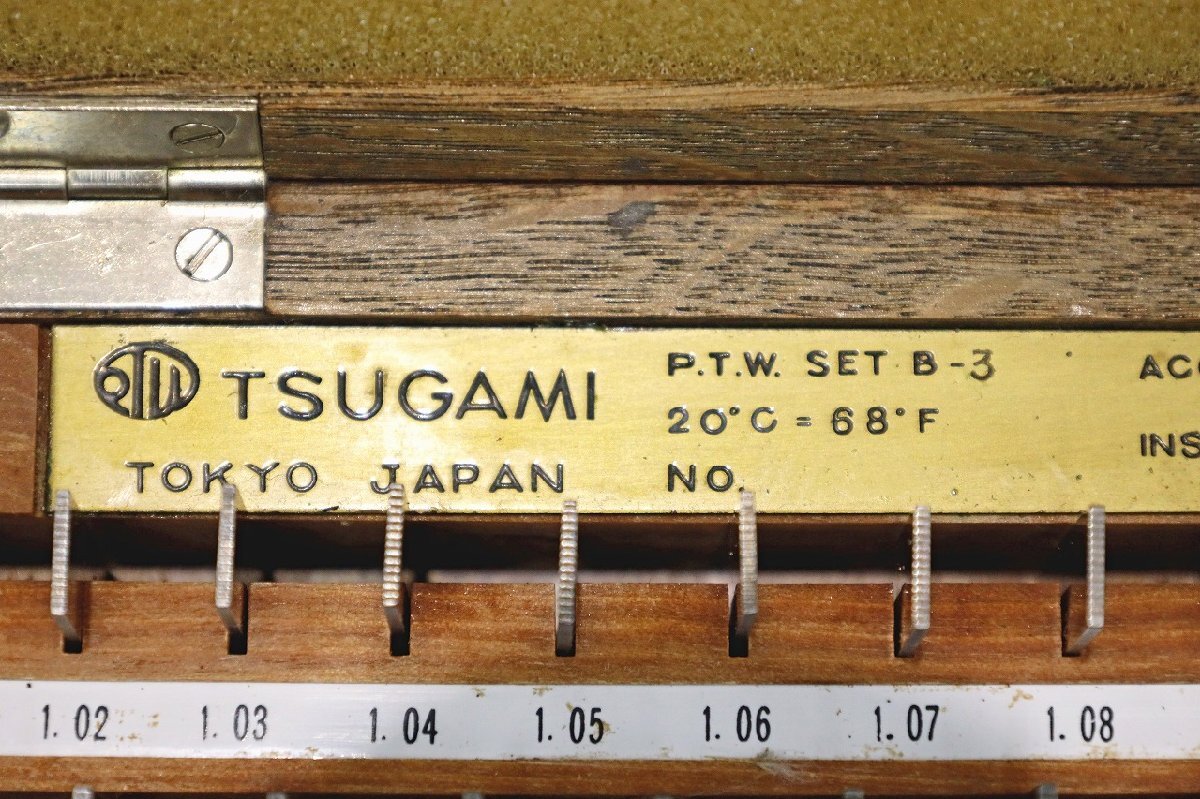 PTW TSUGAMI
TOKYO JAPAN
P.T.W. SET B-3
20°C = 68°F
NO.
1.02 1.03 1.04 1.05 1.06 1.07 1.08